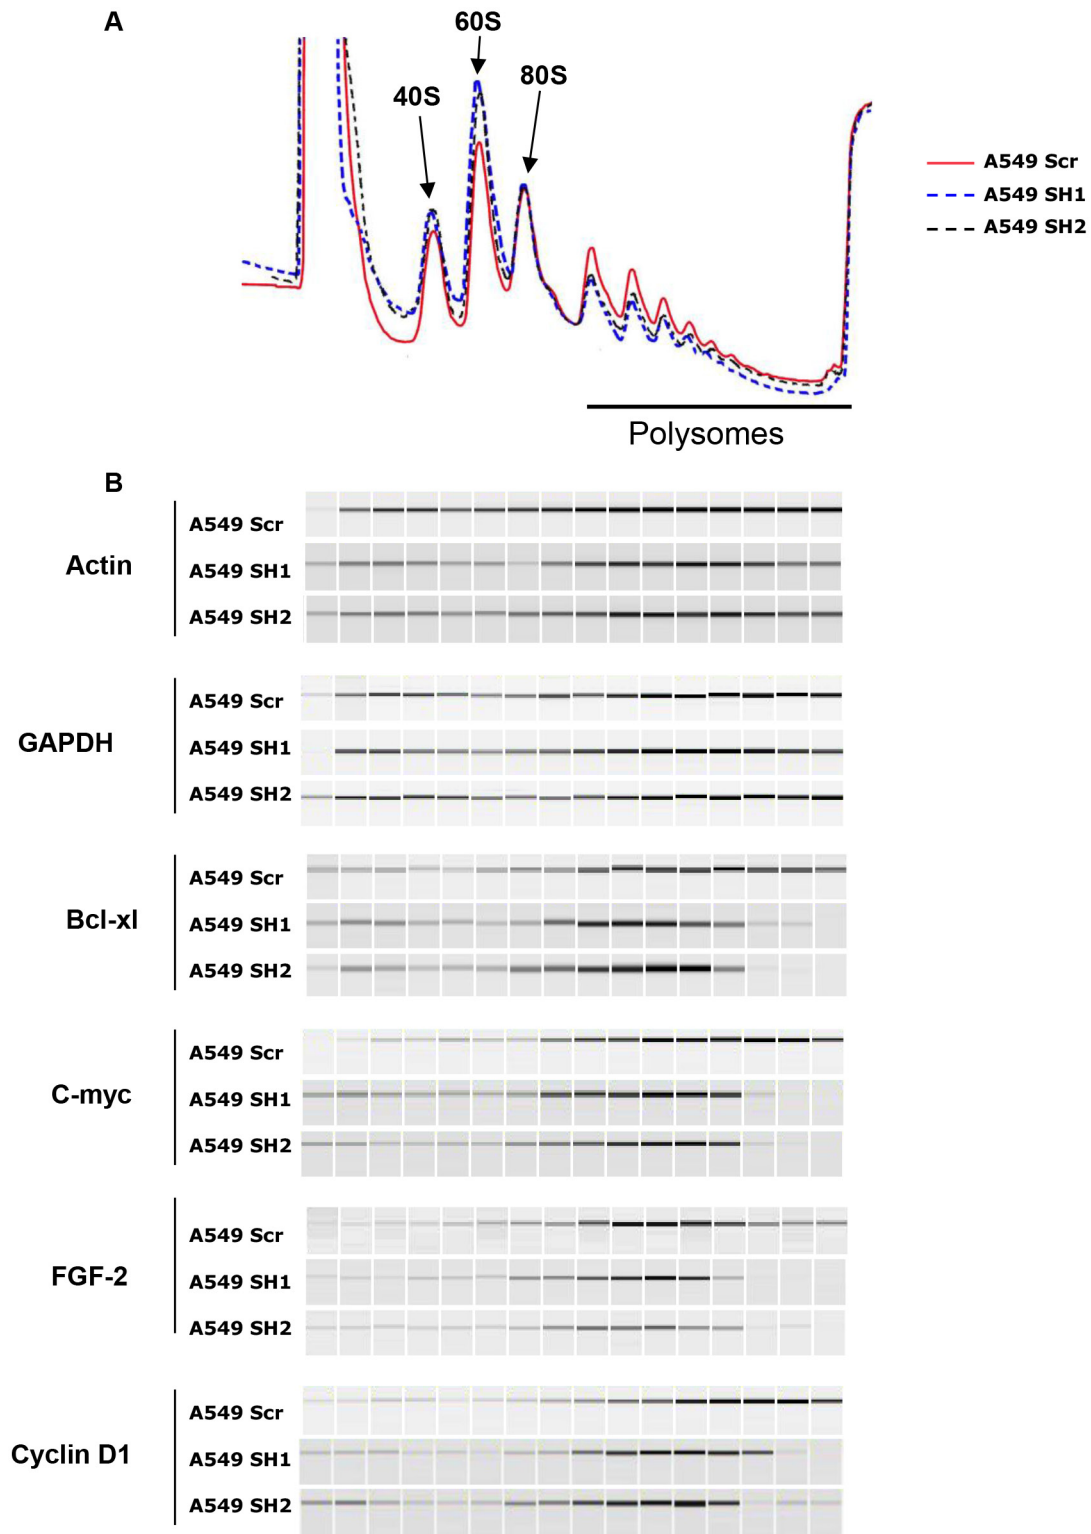 A
60S
80S
40S
A549 Scr
A549 SH1
A549 SH2
Polysomes
B
Actin
A549 Scr
A549 SH1
A549 SH2
GAPDH
A549 Scr
A549 SH1
A549 SH2
Bcl-xl
A549 Scr
A549 SH1
A549 SH2
C-myc
A549 Scr
A549 SH1
A549 SH2
FGF-2
A549 Scr
A549 SH1
A549 SH2
Cyclin D1
A549 Scr
A549 SH1
A549 SH2